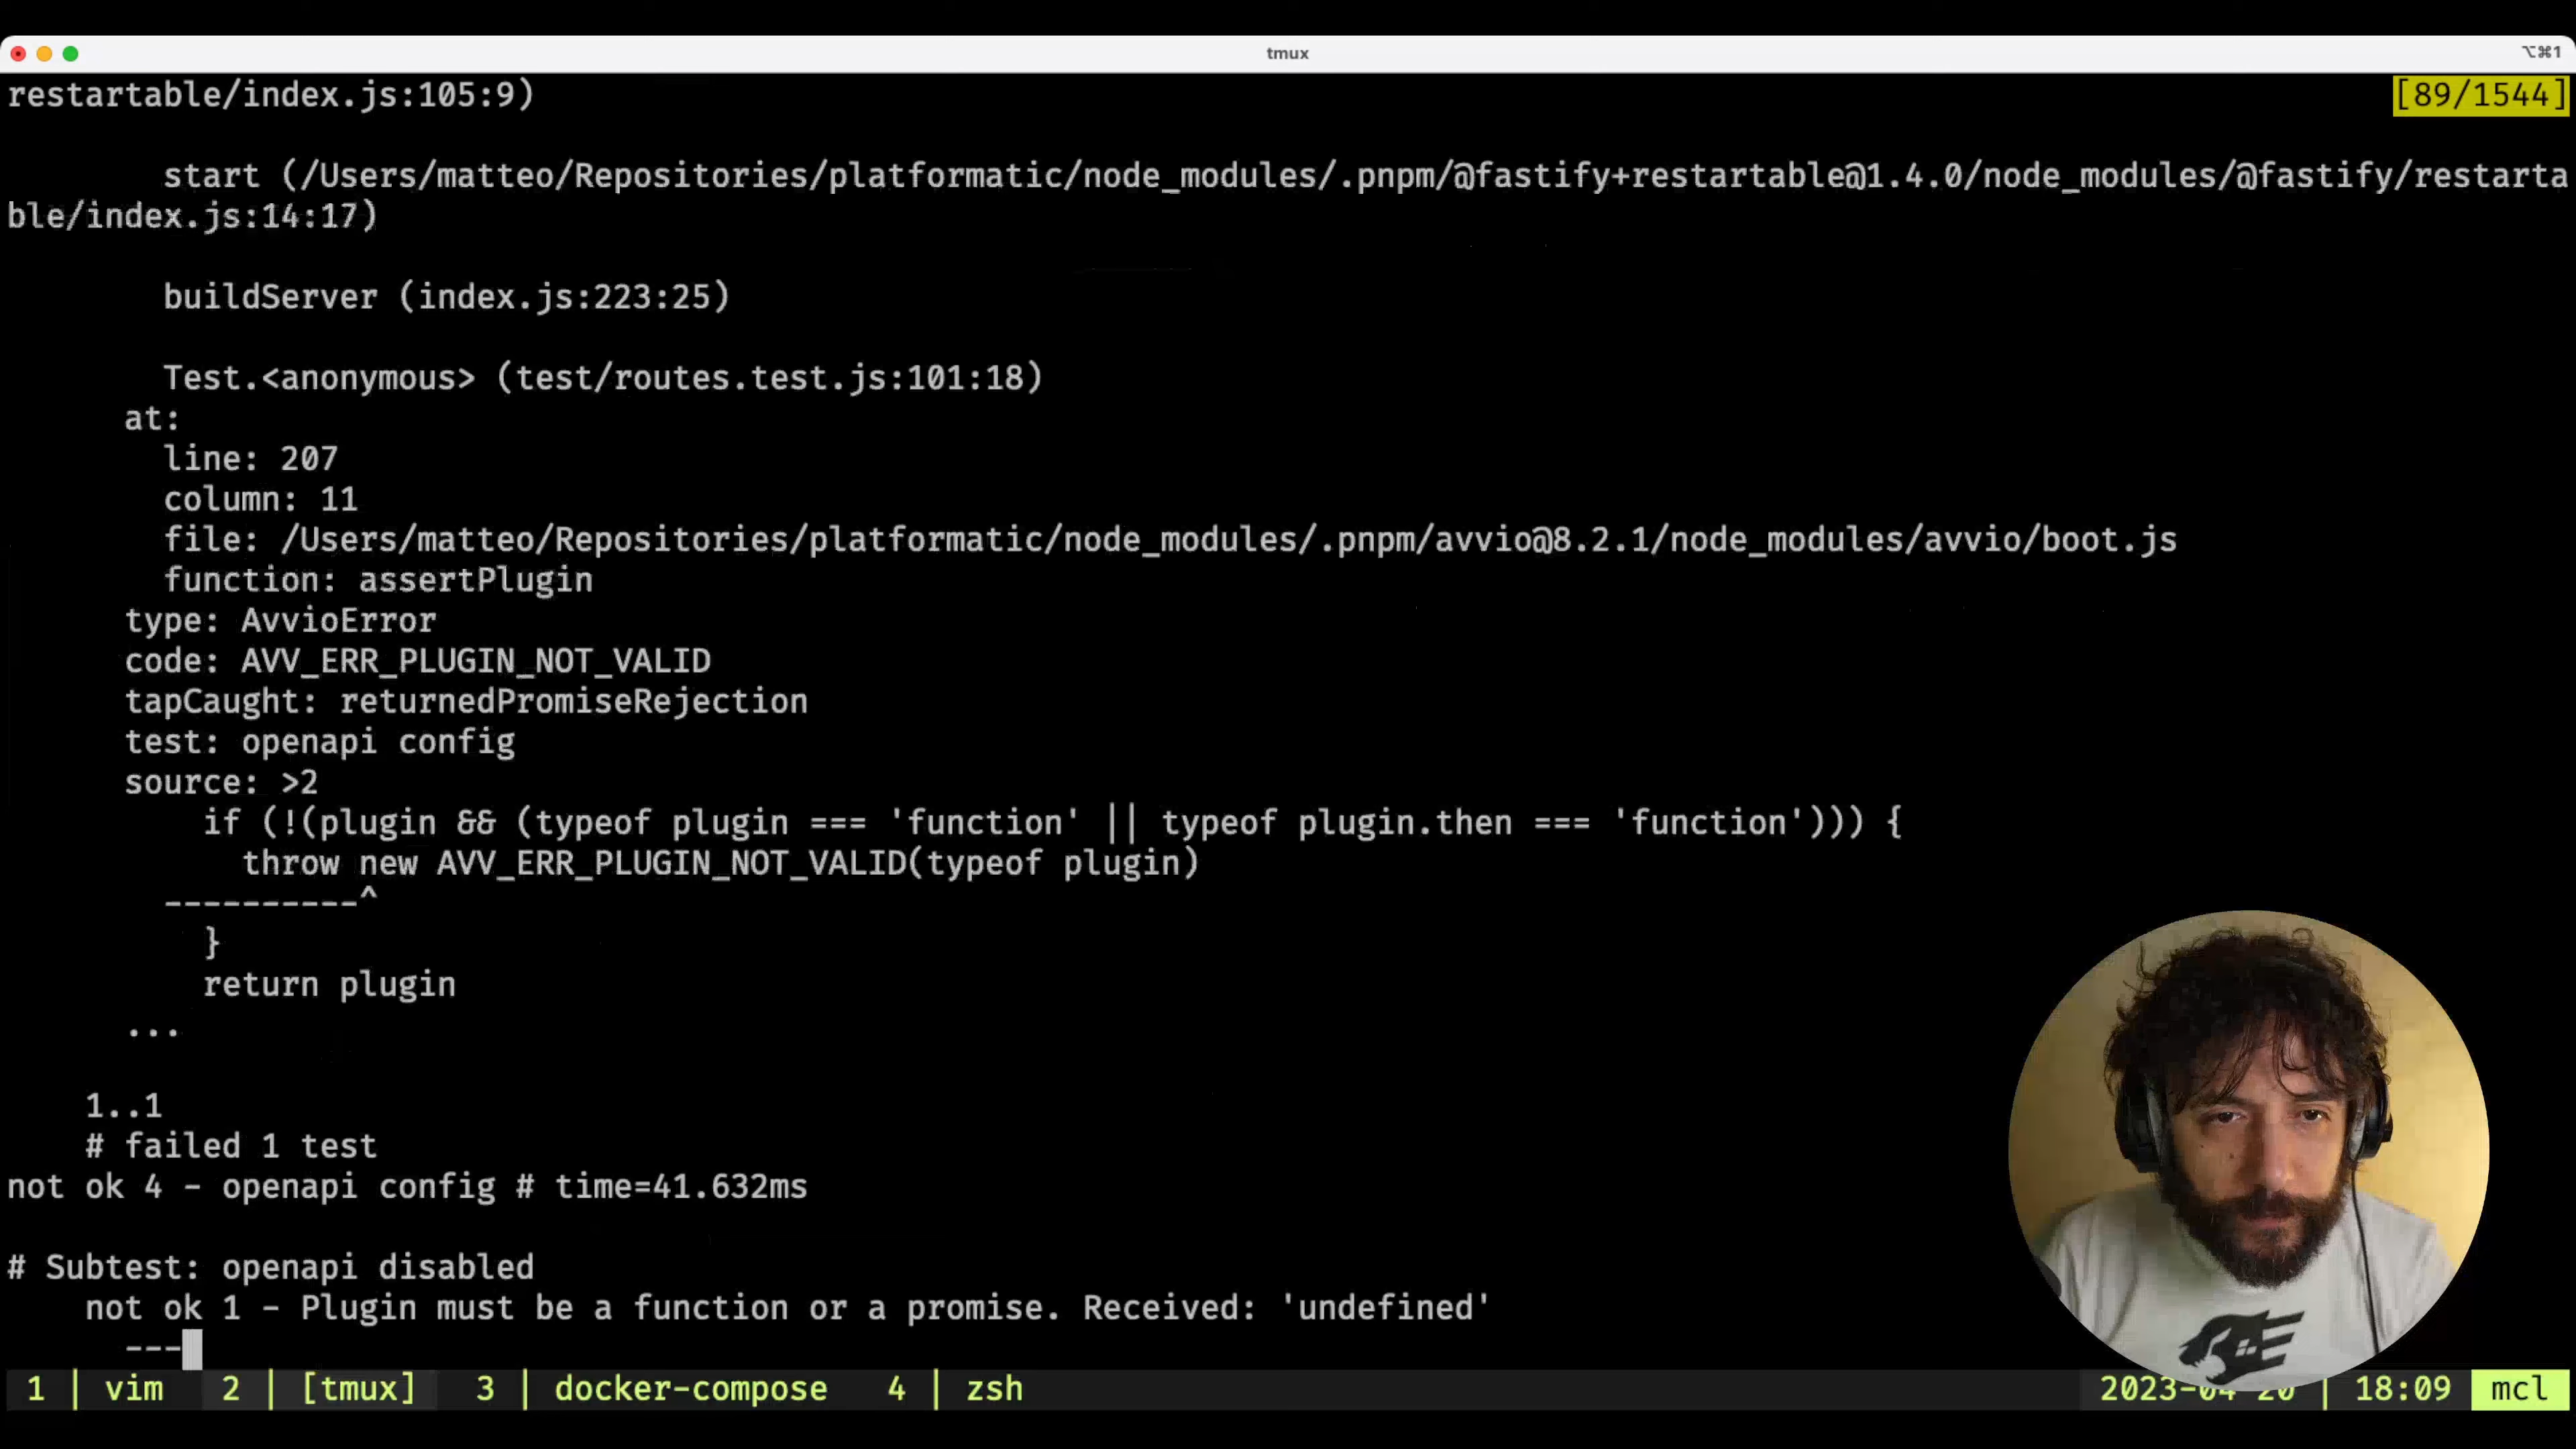 tmux
⌥⌘1
restartable/index.js:105:9)
[89/1544]
start (/Users/matteo/Repositories/platformatic/node_modules/.pnpm/@fastify+restartable@1.4.0/node_modules/@fastify/restarta
ble/index.js:14:17)
buildServer (index.js:223:25)
Test.<anonymous> (test/routes.test.js:101:18)
at:
line: 207
column: 11
file: /Users/matteo/Repositories/platformatic/node_modules/.pnpm/avvio@8.2.1/node_modules/avvio/boot.js
function: assertPlugin
type: AvvioError
code: AVV_ERR_PLUGIN_NOT_VALID
tapCaught: returnedPromiseRejection
test: openapi config
source: >2
if (!(plugin && (typeof plugin === 'function' || typeof plugin.then === 'function'))) {
throw new AVV_ERR_PLUGIN_NOT_VALID(typeof plugin)
----------^
}
return plugin
...
1..1
# failed 1 test
not ok 4 - openapi config # time=41.632ms
# Subtest: openapi disabled
not ok 1 - Plugin must be a function or a promise. Received: 'undefined'
---
1 | vim 2 | [tmux] 3 | docker-compose 4 | zsh 2023-04-20 | 18:09 mcl